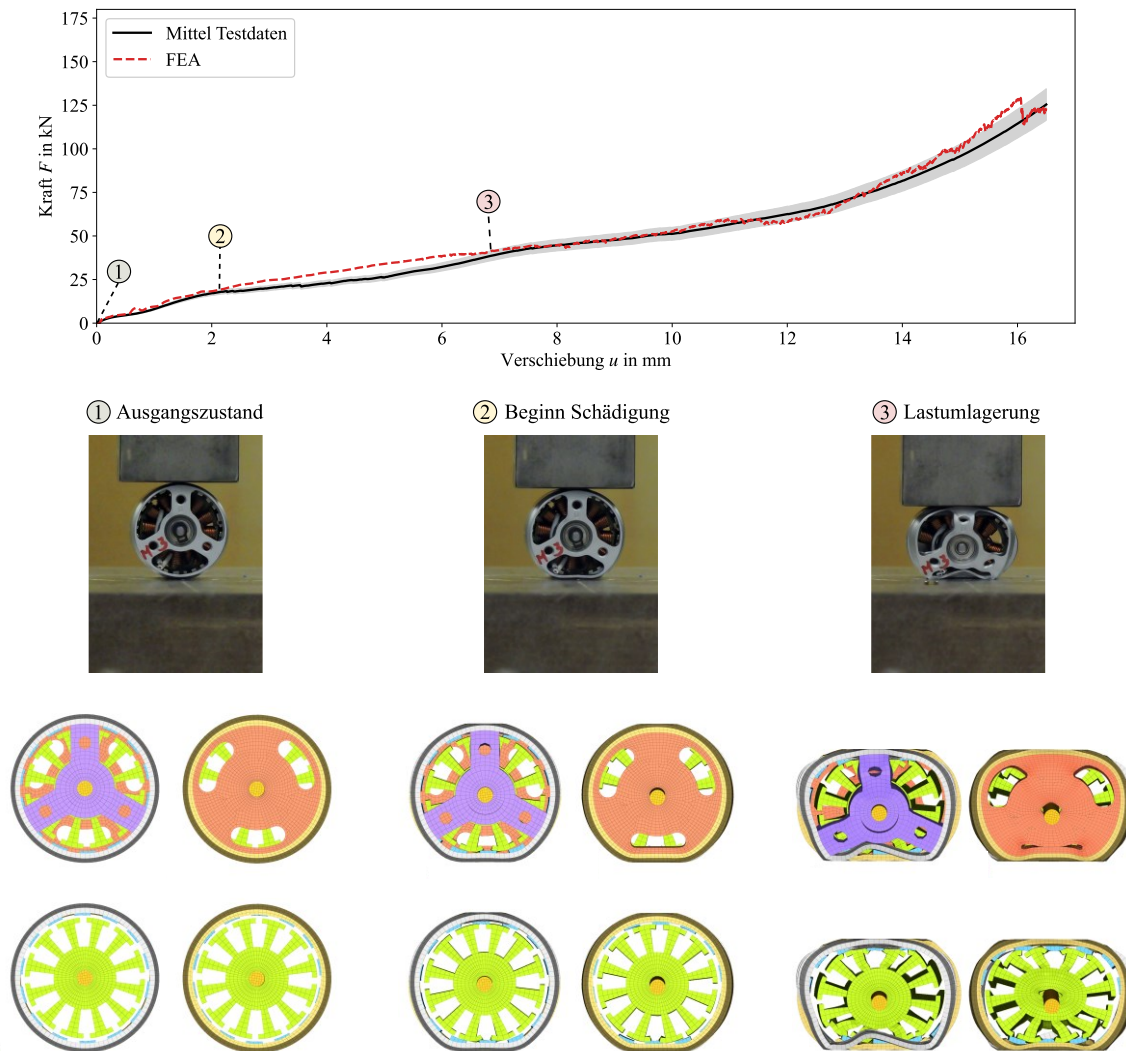 175
150
125
100
75
50
25
0
Kraft F in kN
Mittel Testdaten
FEA
1
2
3
0 2 4 6 8 10 12 14 16
Verschiebung u in mm
1 Ausgangszustand
2 Beginn Schädigung
3 Lastumlagerung